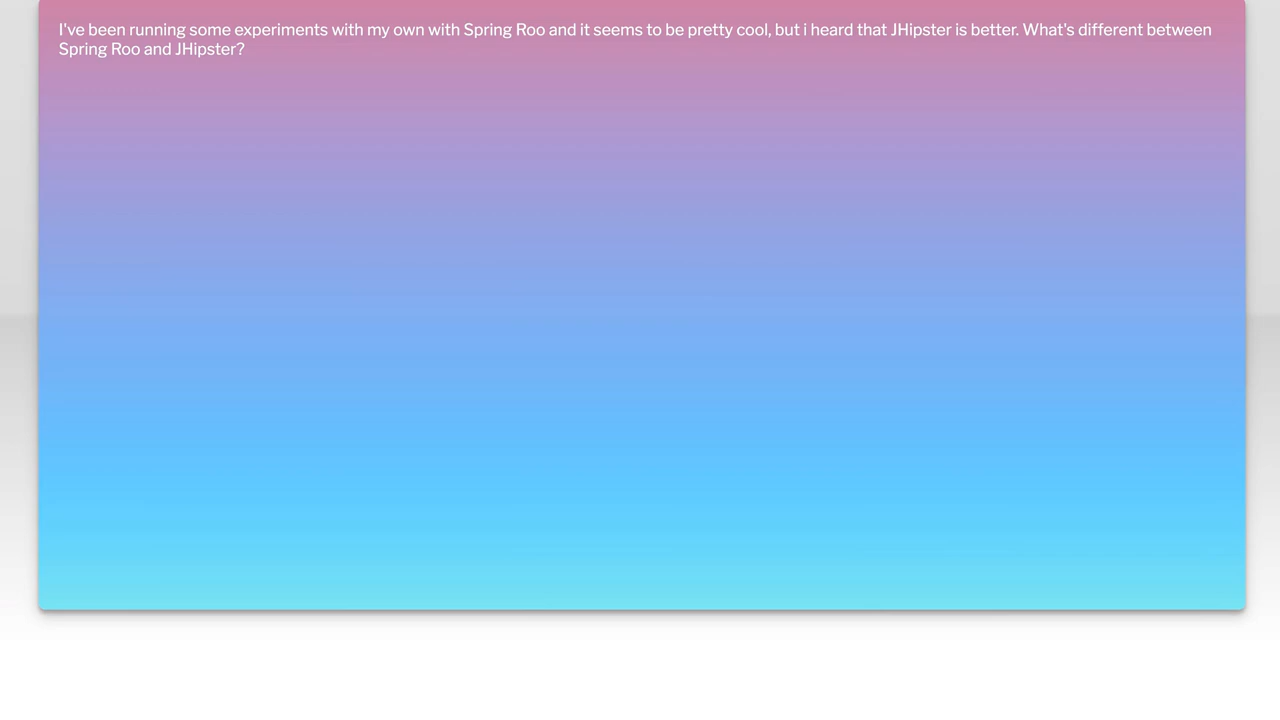 I've been running some experiments with my own with Spring Roo and it seems to be pretty cool, but i heard that JHipster is better. What's different between
Spring Roo and JHipster?